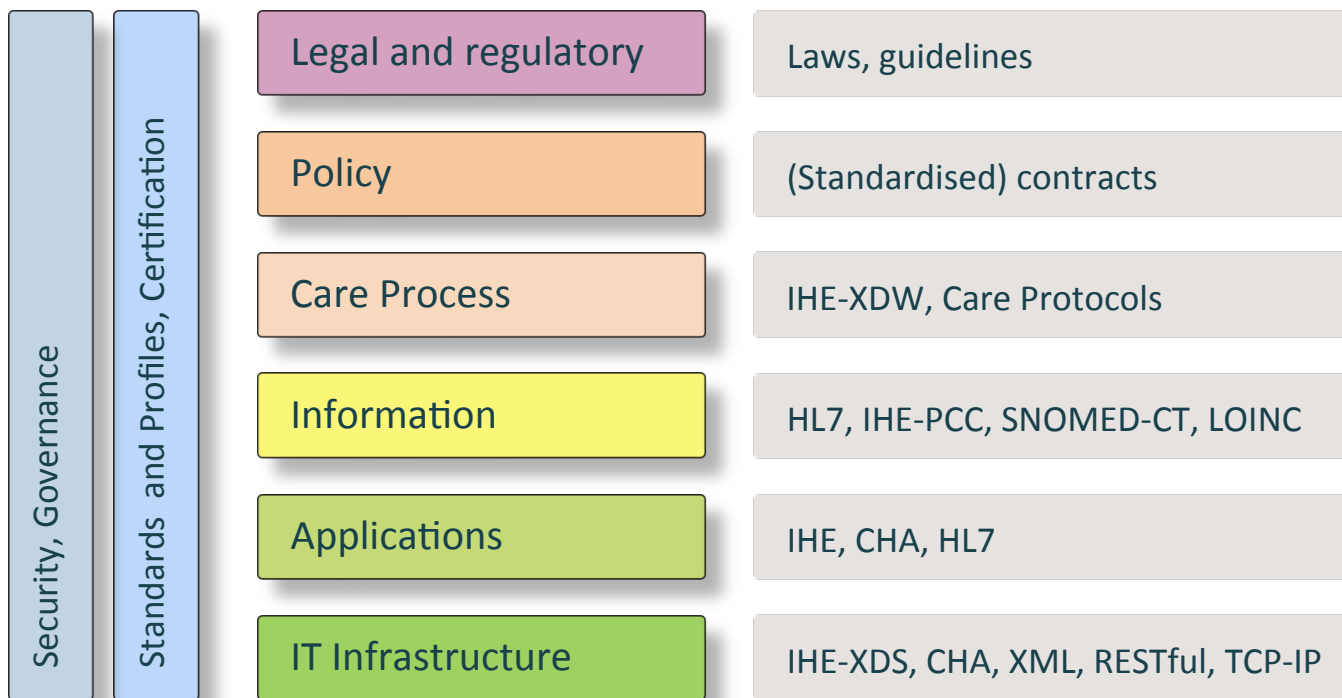 Security, Governance
Standards and Profiles, Certification
Legal and regulatory
Laws, guidelines
Policy
(Standardised) contracts
Care Process
IHE-XDW, Care Protocols
Information
HL7, IHE-PCC, SNOMED-CT, LOINC
Applications
IHE, CHA, HL7
IT Infrastructure
IHE-XDS, CHA, XML, RESTful, TCP-IP